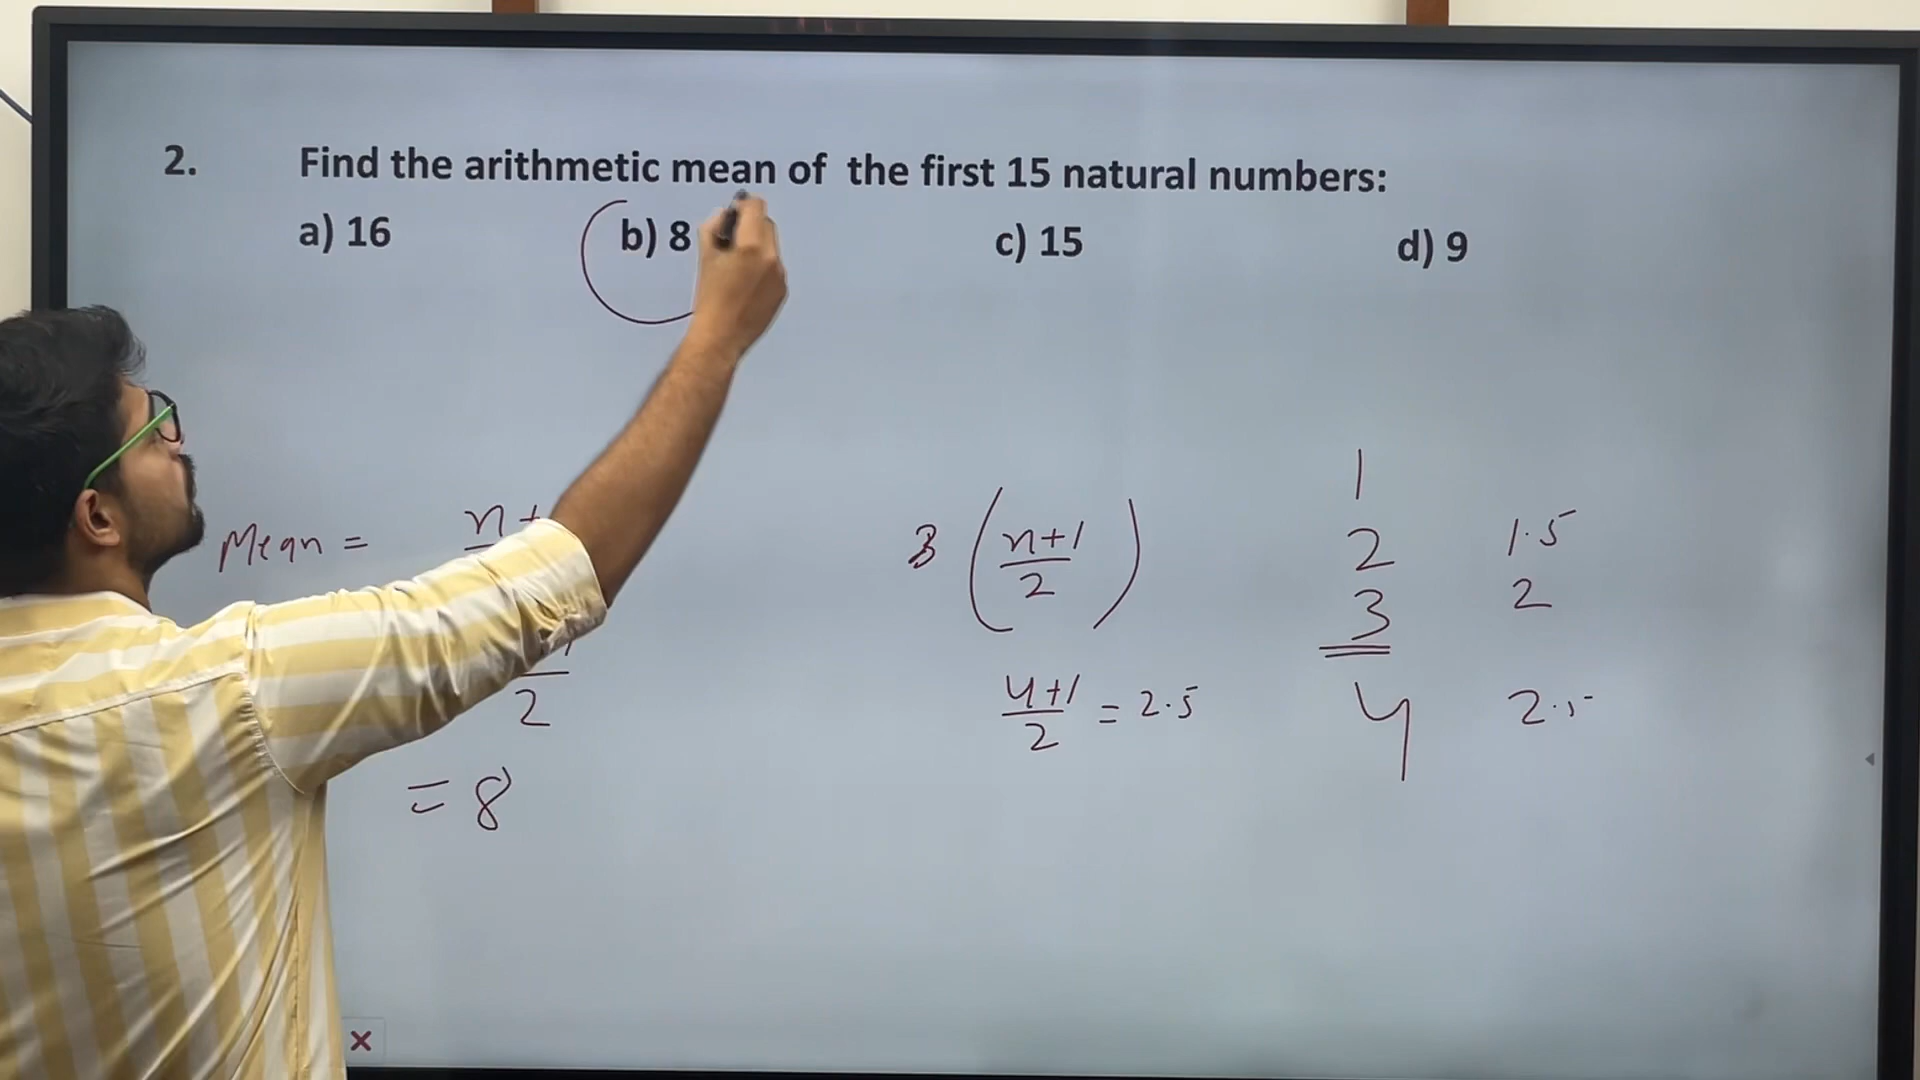 2. Find the arithmetic mean of the first 15 natural numbers:
a) 16 b) 8 c) 15 d) 9
Mean = n+
2
= 8
3 (n+1/2)
4+1/2 = 2.5
1
2 1.5
3 2
4 2.